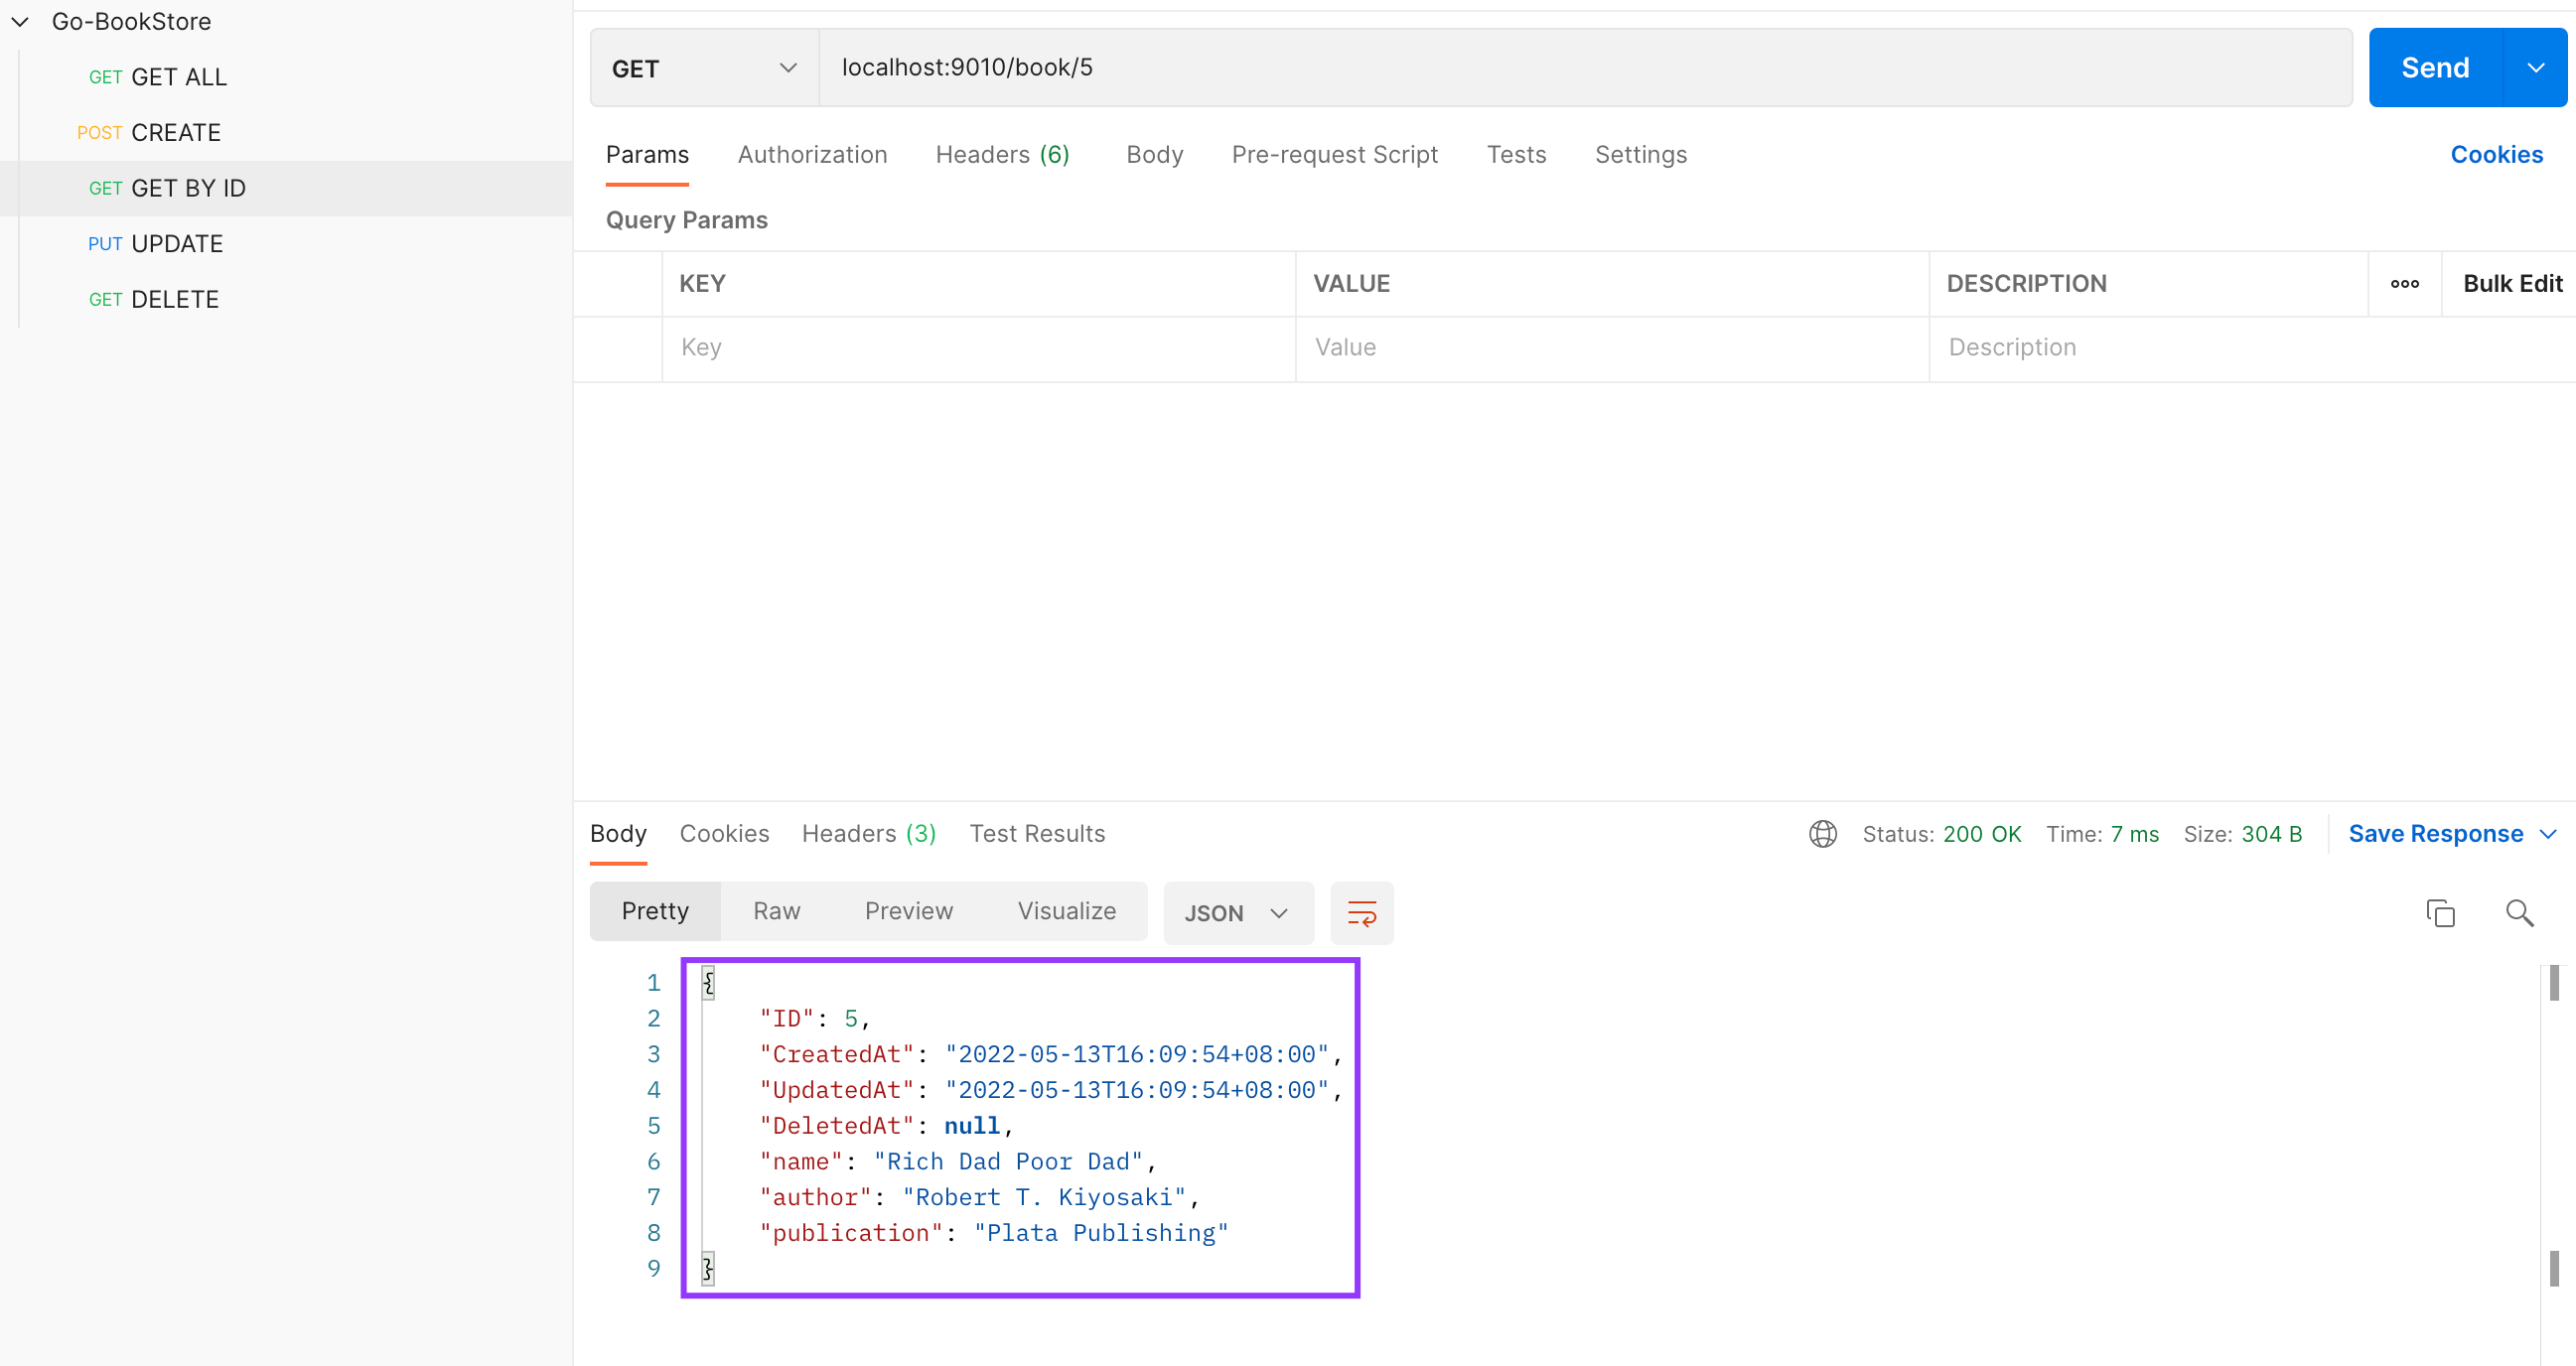 Go-BookStore
GET GET ALL
POST CREATE
GET GET BY ID
PUT UPDATE
GET DELETE
GET localhost:9010/book/5 Send
Params Authorization Headers (6) Body Pre-request Script Tests Settings Cookies
Query Params
KEY VALUE DESCRIPTION ooo Bulk Edit
Key Value Description
Body Cookies Headers (3) Test Results Status: 200 OK Time: 7 ms Size: 304 B Save Response
Pretty Raw Preview Visualize JSON
1 {
2 "ID": 5,
3 "CreatedAt": "2022-05-13T16:09:54+08:00",
4 "UpdatedAt": "2022-05-13T16:09:54+08:00",
5 "DeletedAt": null,
6 "name": "Rich Dad Poor Dad",
7 "author": "Robert T. Kiyosaki",
8 "publication": "Plata Publishing"
9 }